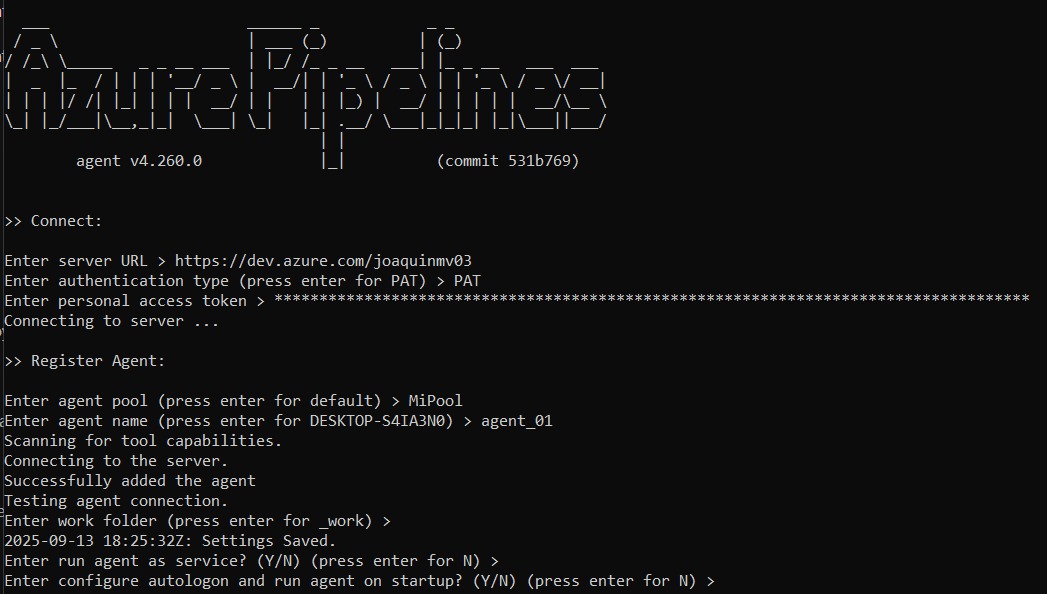 AzurePipelines
agent v4.260.0 (commit 531b769)
>> Connect:
Enter server URL > https://dev.azure.com/joaquinmv03
Enter authentication type (press enter for PAT) > PAT
Enter personal access token > ************************************************************************************
Connecting to server ...
>> Register Agent:
Enter agent pool (press enter for default) > MiPool
Enter agent name (press enter for DESKTOP-S4IA3N0) > agent_01
Scanning for tool capabilities.
Connecting to the server.
Successfully added the agent
Testing agent connection.
Enter work folder (press enter for _work) >
2025-09-13 18:25:32Z: Settings Saved.
Enter run agent as service? (Y/N) (press enter for N) >
Enter configure autologon and run agent on startup? (Y/N) (press enter for N) >